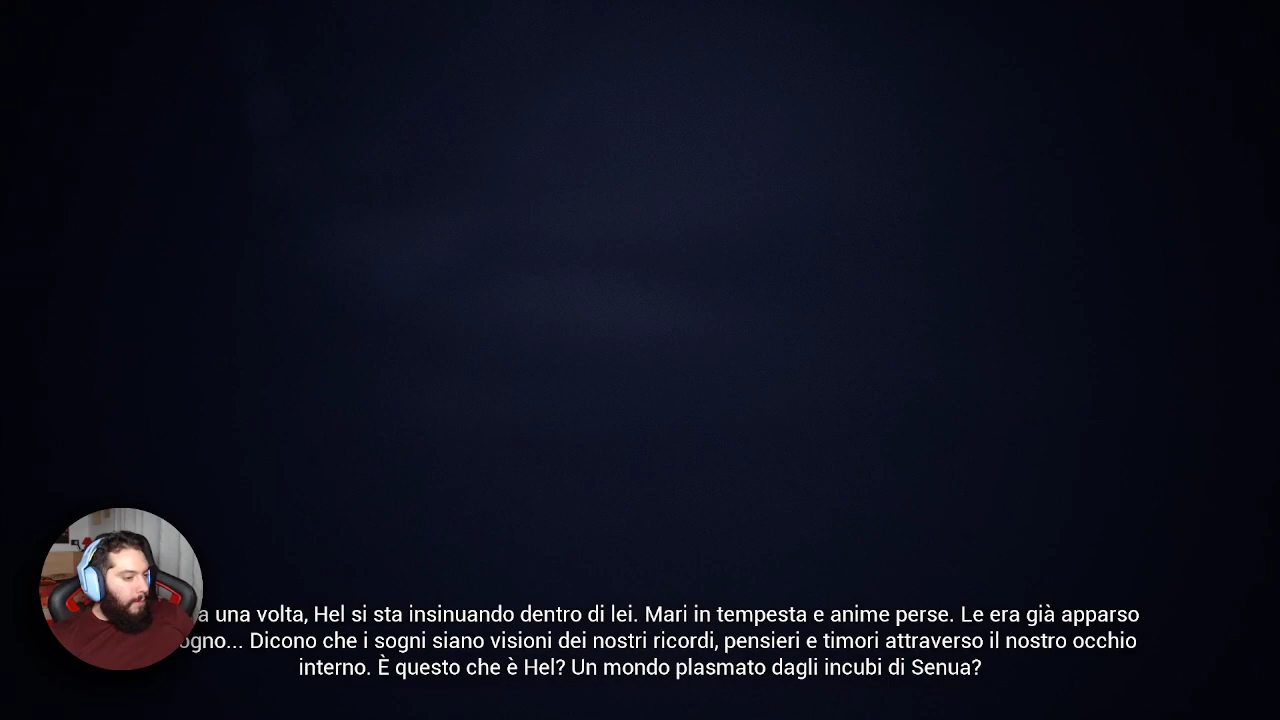 a una volta, Hel si sta insinuando dentro di lei. Mari in tempesta e anime perse. Le era già apparso
ogno... Dicono che i sogni siano visioni dei nostri ricordi, pensieri e timori attraverso il nostro occhio
interno. È questo che è Hel? Un mondo plasmato dagli incubi di Senua?